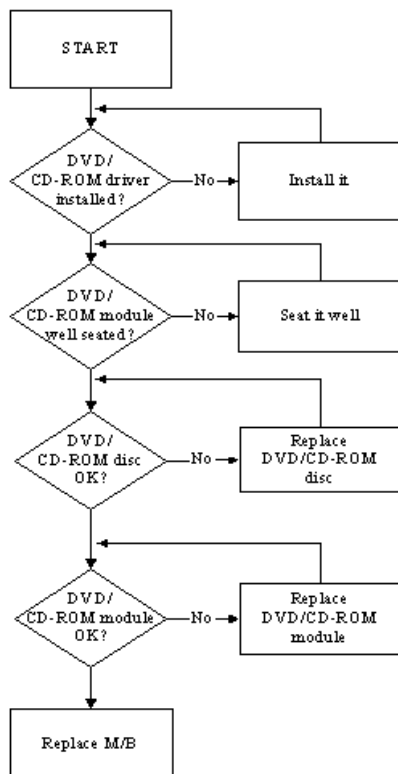 START
DVD/
CD-ROM driver
installed?
No
Install it
DVD/
CD-ROM module
well seated?
No
Seat it well
DVD/
CD-ROM disc
OK?
No
Replace
DVD/CD-ROM
disc
DVD/
CD-ROM module
OK?
No
Replace
DVD/CD-ROM
module
Replace M/B